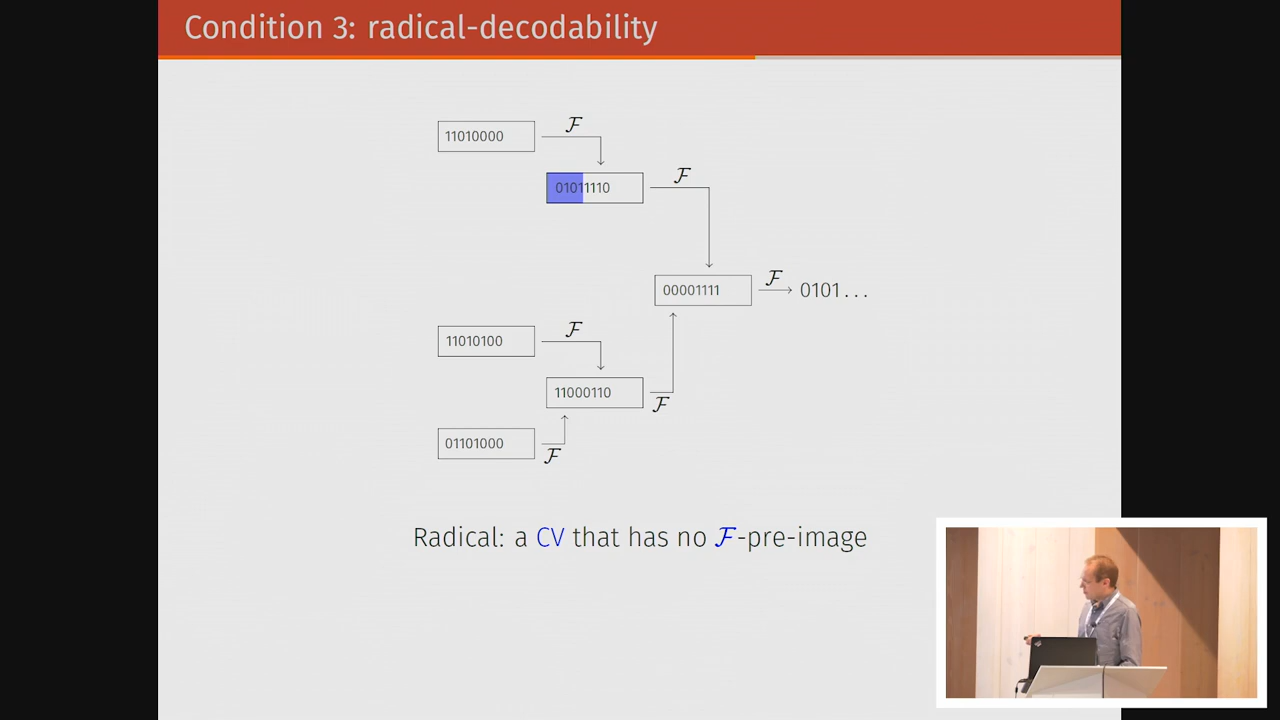 Condition 3: radical-decodability
11010000
F
01011110
F
00001111
F
0101...
11010100
F
11000110
F
01101000
F
Radical: a CV that has no F-pre-image